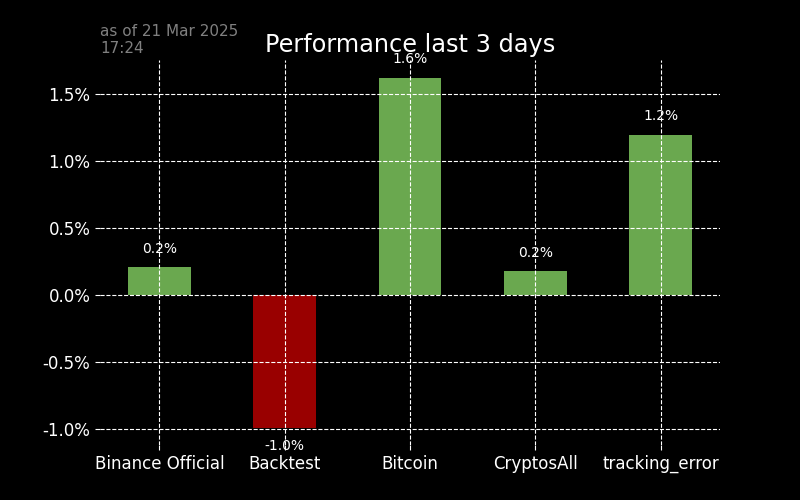 as of 21 Mar 2025
17:24
Performance last 3 days
1.6%
1.5%
1.2%
1.0%
0.5%
0.2%
0.2%
0.0%
-0.5%
-1.0%
-1.0%
Binance Official
Backtest
Bitcoin
CryptosAll
tracking_error